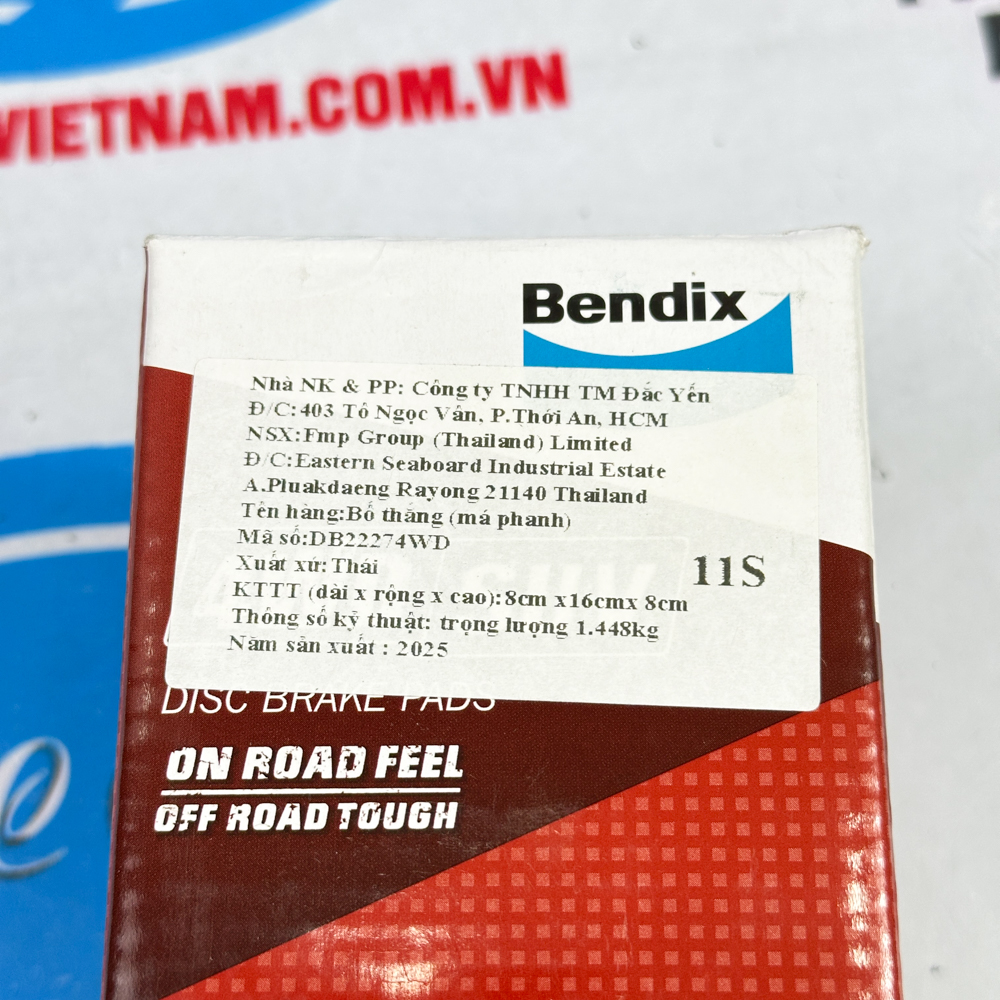 VIETNAM.COM.VN
Bendix
Nhà NK & PP: Công ty TNHH TM Đắc Yến
Đ/C:403 Tô Ngọc Vân, P.Thới An, HCM
NSX:Fmp Group (Thailand) Limited
Đ/C:Eastern Seaboard Industrial Estate
A.Pluakdaeng Rayong 21140 Thailand
Tên hàng:Bố thắng (má phanh)
Mã số:DB22274WD
Xuất xứ:Thái
11S
KTTT (dài x rộng x cao):8cm x16cmx 8cm
Thông số kỹ thuật: trọng lượng 1.448kg
Năm sản xuất : 2025
DISC BRAKE PADS
ON ROAD FEEL
OFF ROAD TOUGH